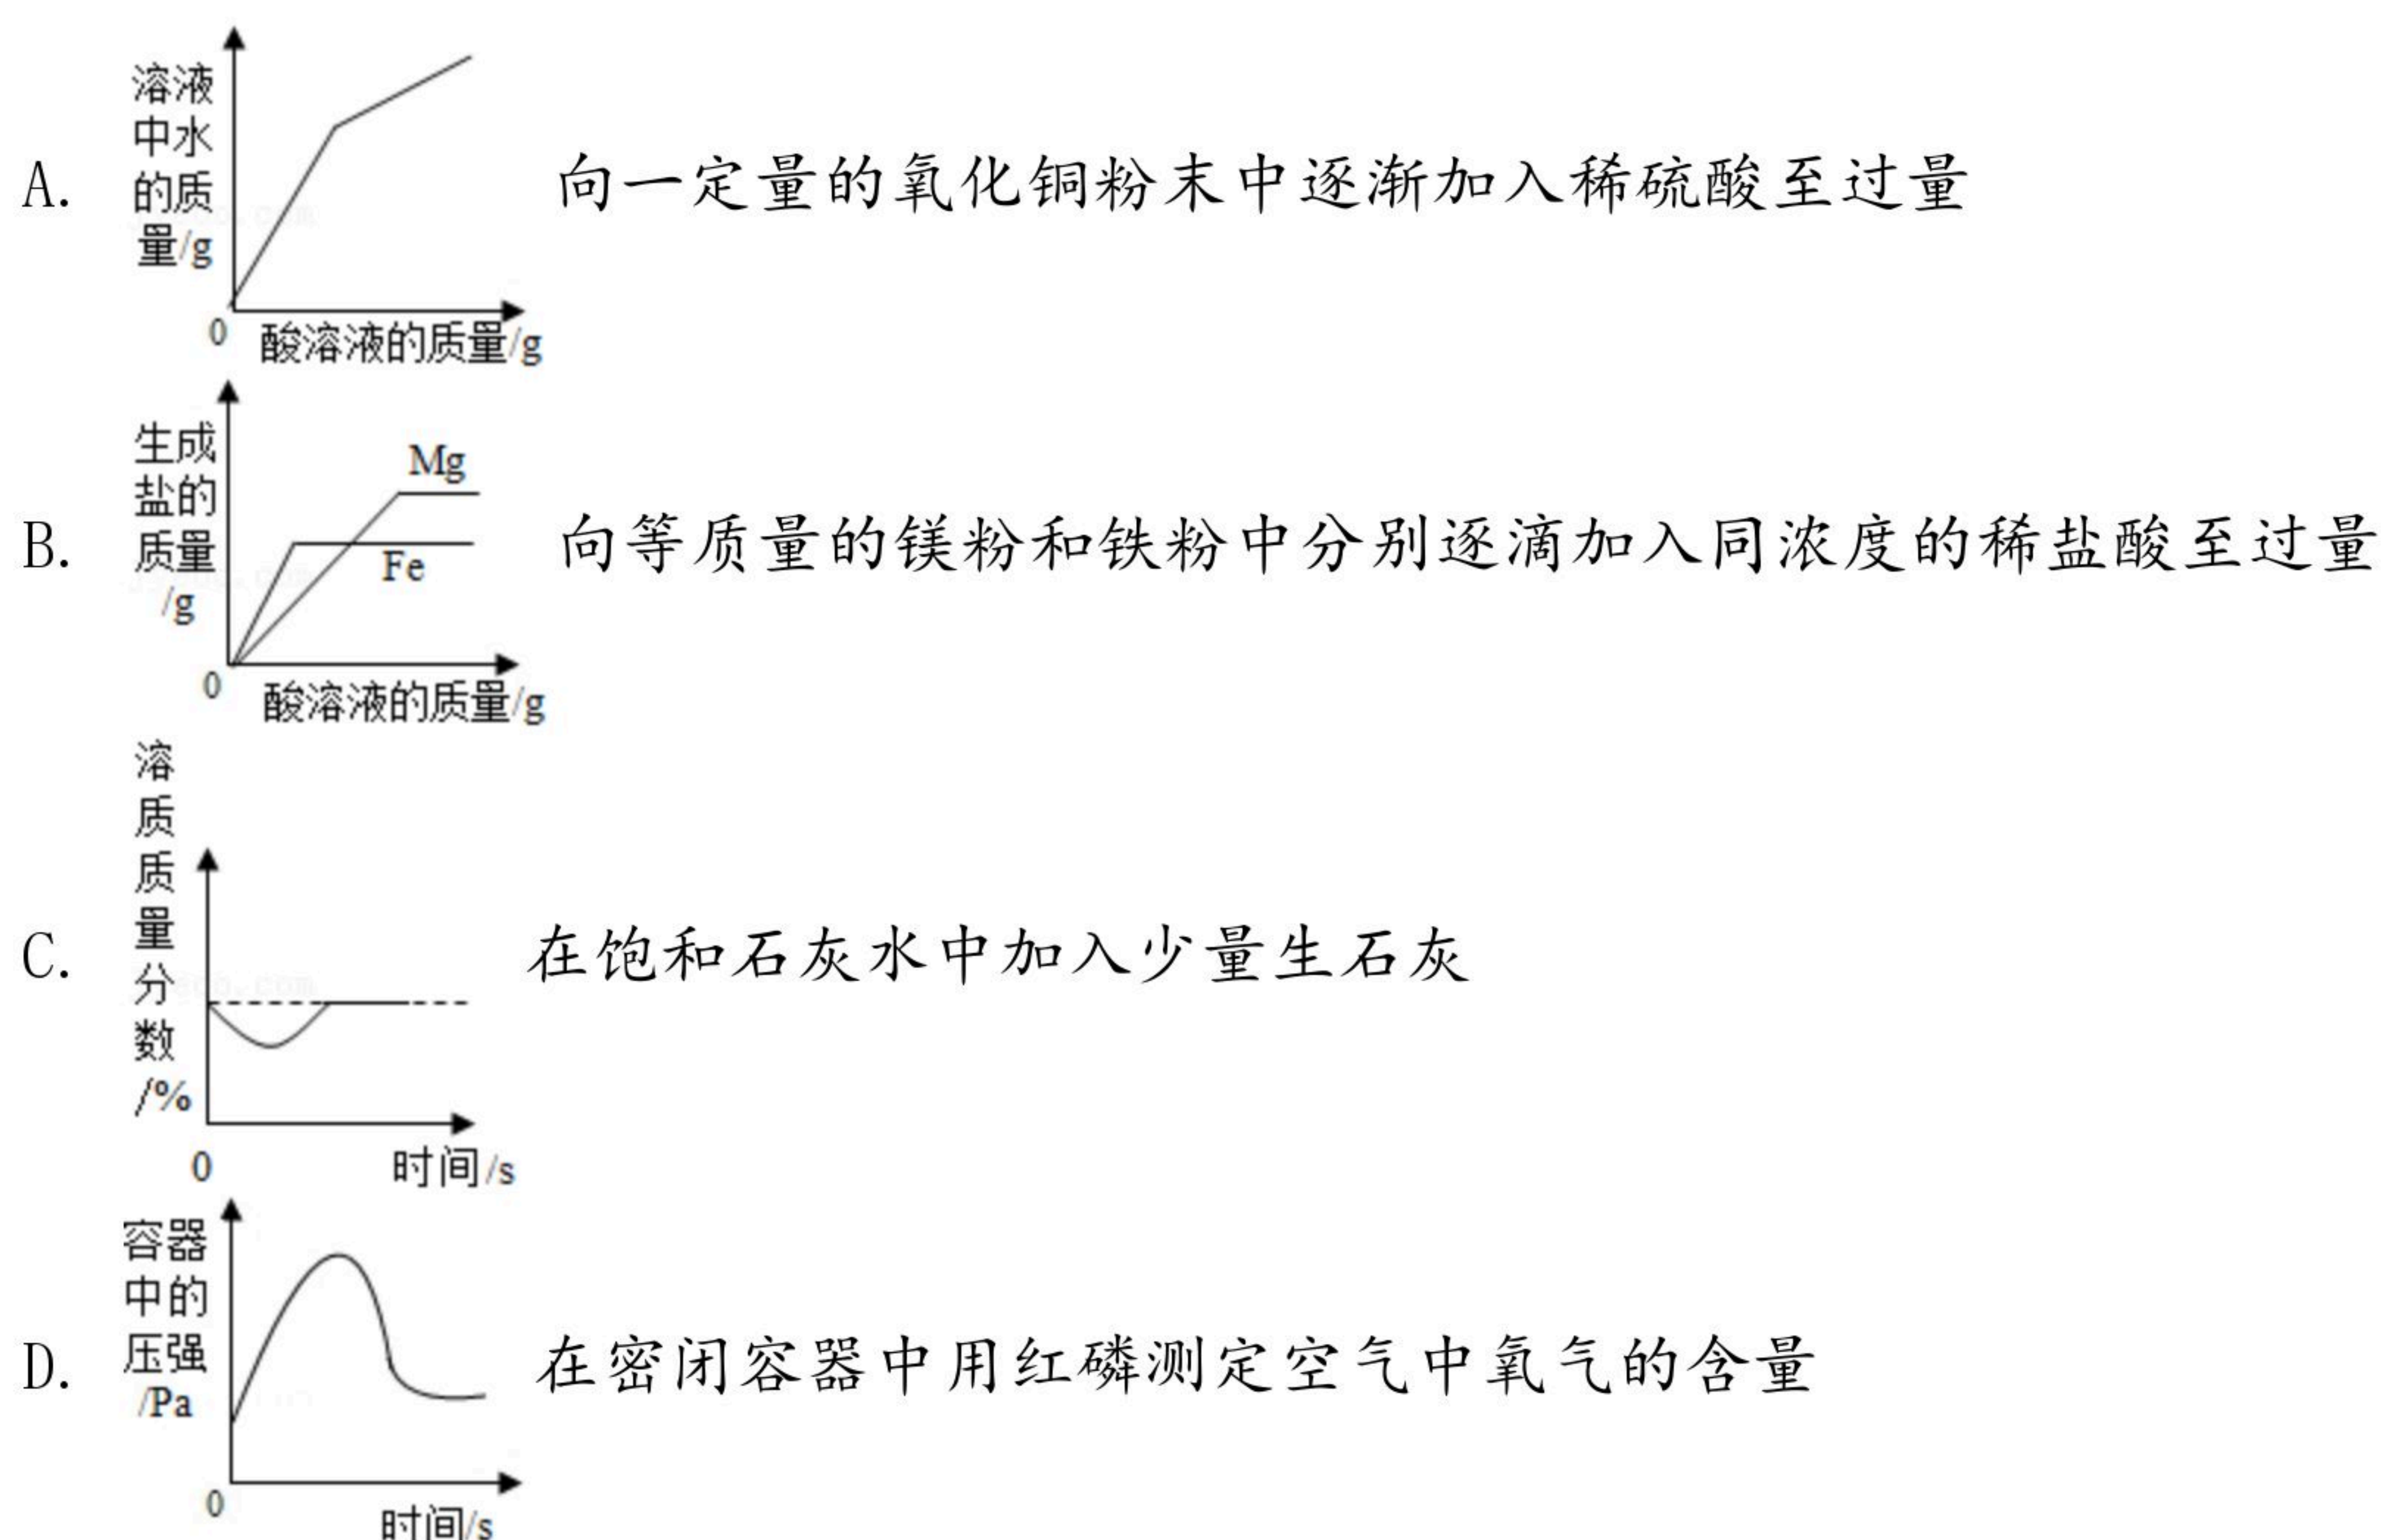 溶液
中水
的质
量/g
A.
向一定量的氧化铜粉末中逐渐加入稀硫酸至过量
0
酸溶液的质量/g
生成
盐的
质量
/g
Mg
Fe
B.
向等质量的镁粉和铁粉中分别逐滴加入同浓度的稀盐酸至过量
0
酸溶液的质量/g
溶
质
质
量
分
数
/%
C.
在饱和石灰水中加入少量生石灰
0
时间/s
容器
中的
压强
/Pa
D.
在密闭容器中用红磷测定空气中氧气的含量
0
时间/s